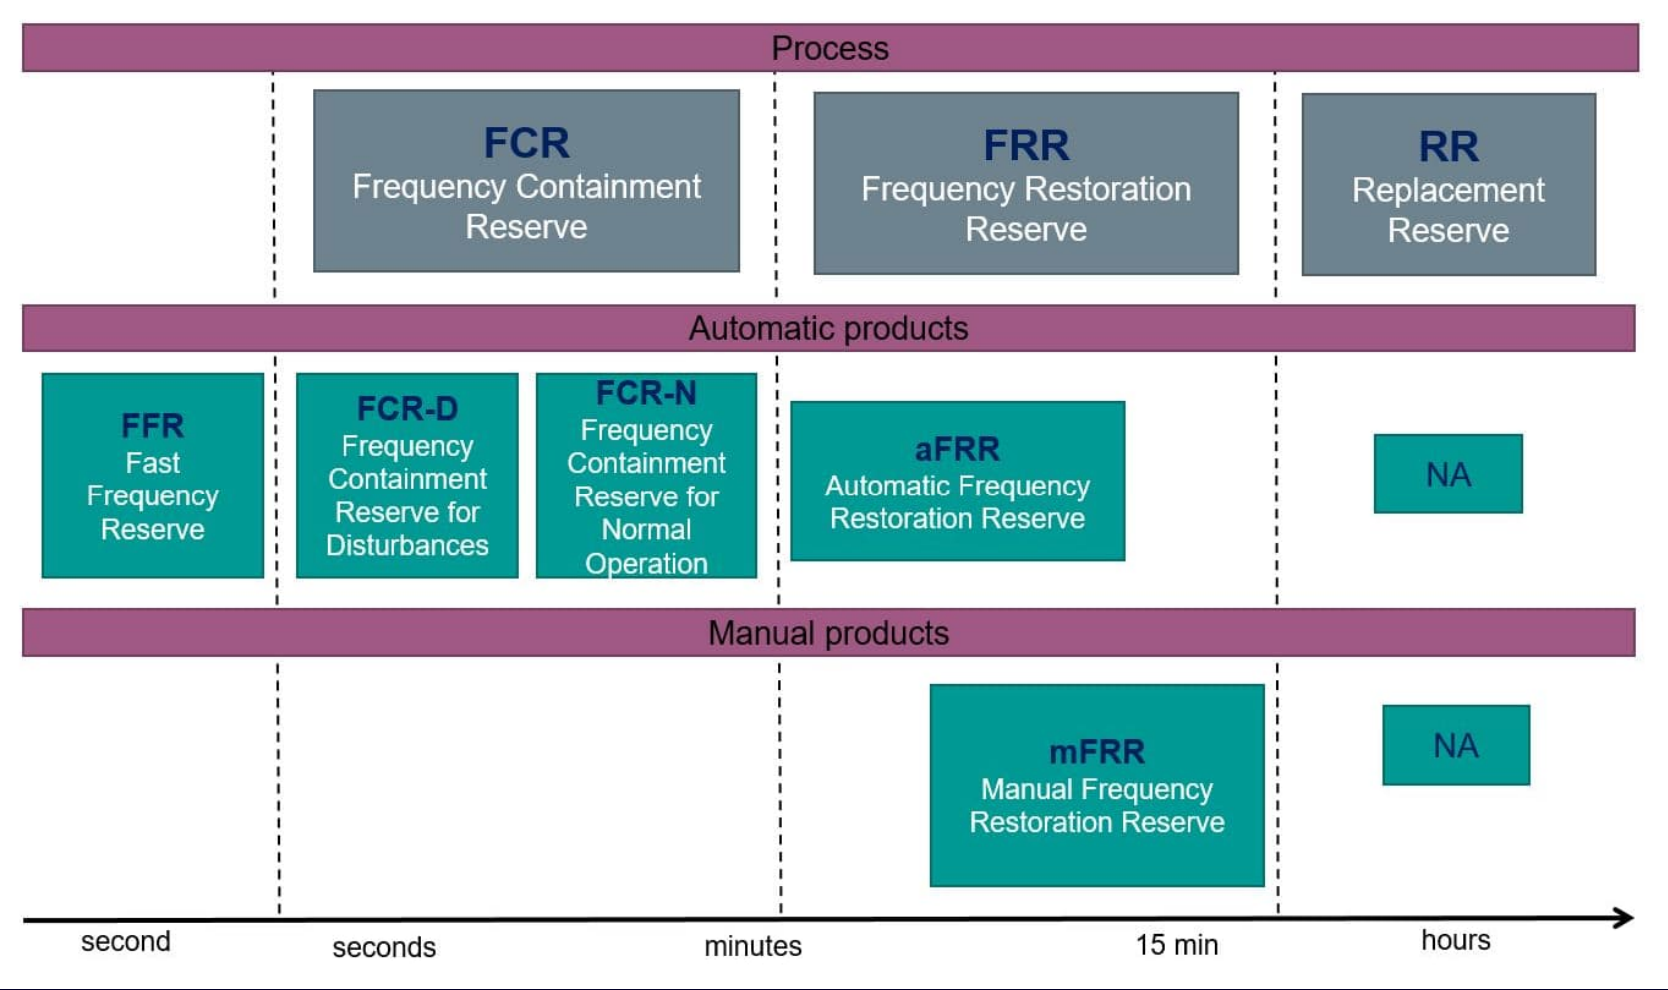 Process
FCR
Frequency Containment
Reserve
FRR
Frequency Restoration
Reserve
RR
Replacement
Reserve
Automatic products
FFR
Fast
Frequency
Reserve
FCR-D
Frequency
Containment
Reserve for
Disturbances
FCR-N
Frequency
Containment
Reserve for
Normal
Operation
aFRR
Automatic Frequency
Restoration Reserve
NA
Manual products
mFRR
Manual Frequency
Restoration Reserve
NA
second
seconds
minutes
15 min
hours